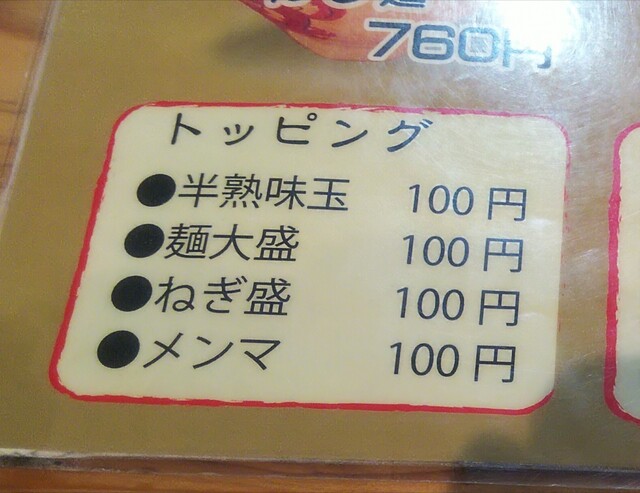 760円
トッピング
●半熟味玉 100円
●麺大盛 100円
●ねぎ盛 100円
●メンマ 100円